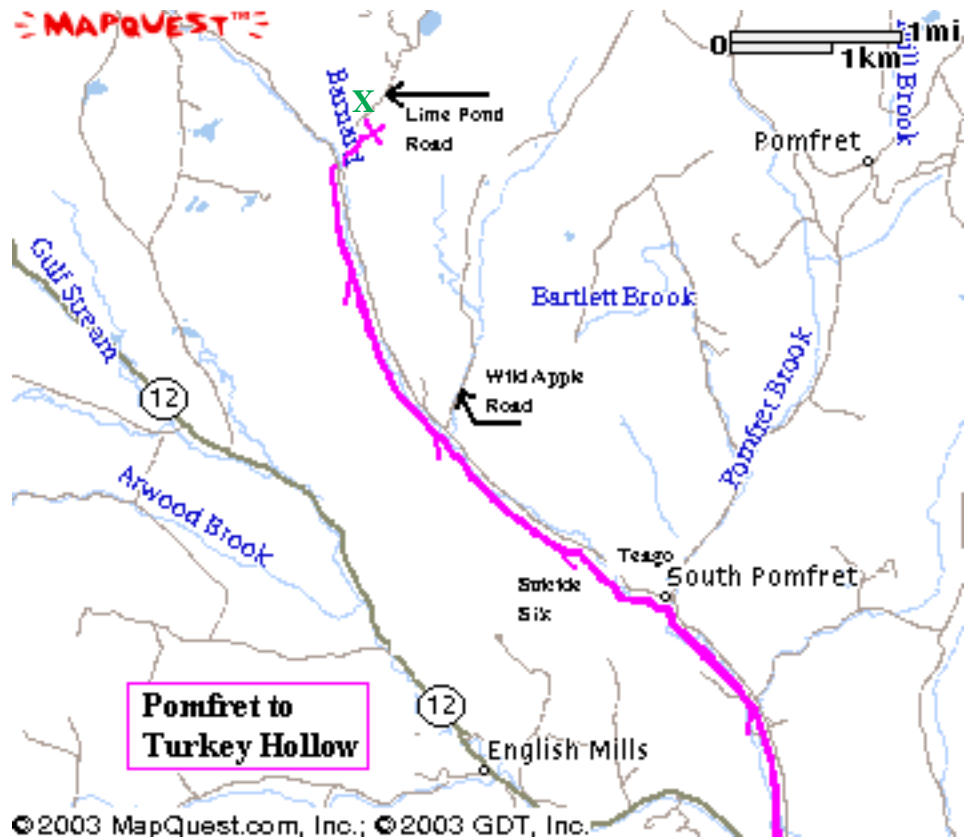 MAPQUEST™
0
1mi
1km
Mill Brook
Barnard
X
Lime Pond
Road
Pomfret
Gulf Stream
Bartlett Brook
12
Wild Apple
Road
Pomfret Brook
Arwood Brook
Teago
South Pomfret
Suicide
Six
Pomfret to
Turkey Hollow
12
English Mills
©2003 MapQuest.com, Inc.; ©2003 GDT, Inc.